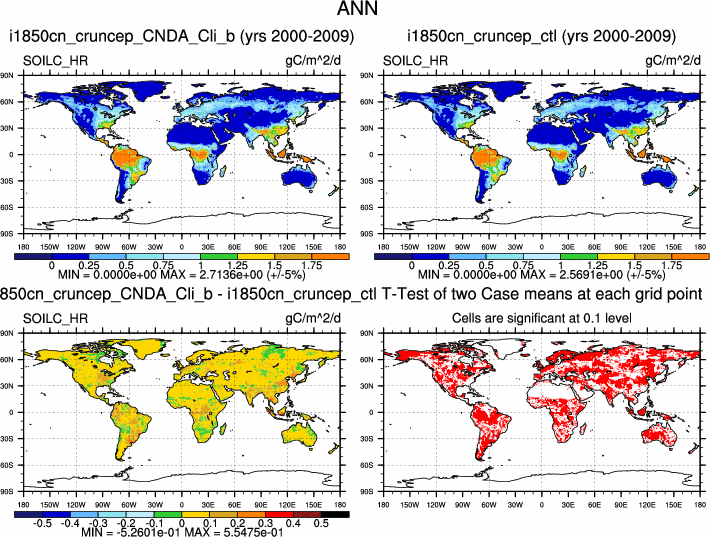 ANN
i1850cn_cruncep_CNDA_Cli_b (yrs 2000-2009)
i1850cn_cruncep_ctl (yrs 2000-2009)
SOILC_HR gC/m^2/d
SOILC_HR gC/m^2/d
90N
60N
30N
0
30S
60S
90S
180 150W 120W 90W 60W 30W 0 30E 60E 90E 120E 150E 180
0 0.25 0.5 0.75 1 1.25 1.5 1.75
MIN = 0.0000e+00 MAX = 2.7136e+00 (+/-5%)
90N
60N
30N
0
30S
60S
90S
180 150W 120W 90W 60W 30W 0 30E 60E 90E 120E 150E 180
0 0.25 0.5 0.75 1 1.25 1.5 1.75
MIN = 0.0000e+00 MAX = 2.5691e+00 (+/-5%)
850cn_cruncep_CNDA_Cli_b - i1850cn_cruncep_ctl T-Test of two Case means at each grid point
SOILC_HR gC/m^2/d
Cells are significant at 0.1 level
90N
60N
30N
0
30S
60S
90S
180 150W 120W 90W 60W 30W 0 30E 60E 90E 120E 150E 180
-0.5 -0.4 -0.3 -0.2 -0.1 0 0.1 0.2 0.3 0.4 0.5
MIN = -5.2601e-01 MAX = 5.5475e-01
90N
60N
30N
0
30S
60S
90S
180 150W 120W 90W 60W 30W 0 30E 60E 90E 120E 150E 180